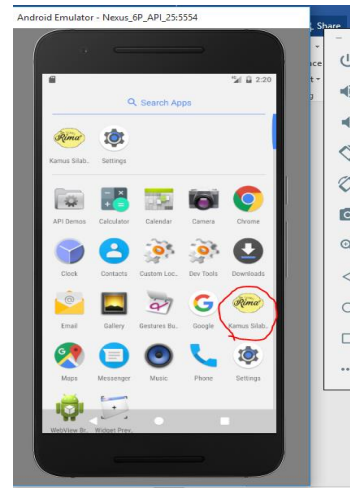 Android Emulator - Nexus_6P_API_25:5554
Share
2:20
Search Apps
Rima
Kamus Silab.. Settings
API Demos Calculator Calendar Camera Chrome
Clock Contacts Custom Loc.. Dev Tools Downloads
Rima
Email Gallery Gestures Bu.. Google Kamus Silab..
Maps Messenger Music Phone Settings
WebView Br.. Widget Prev..